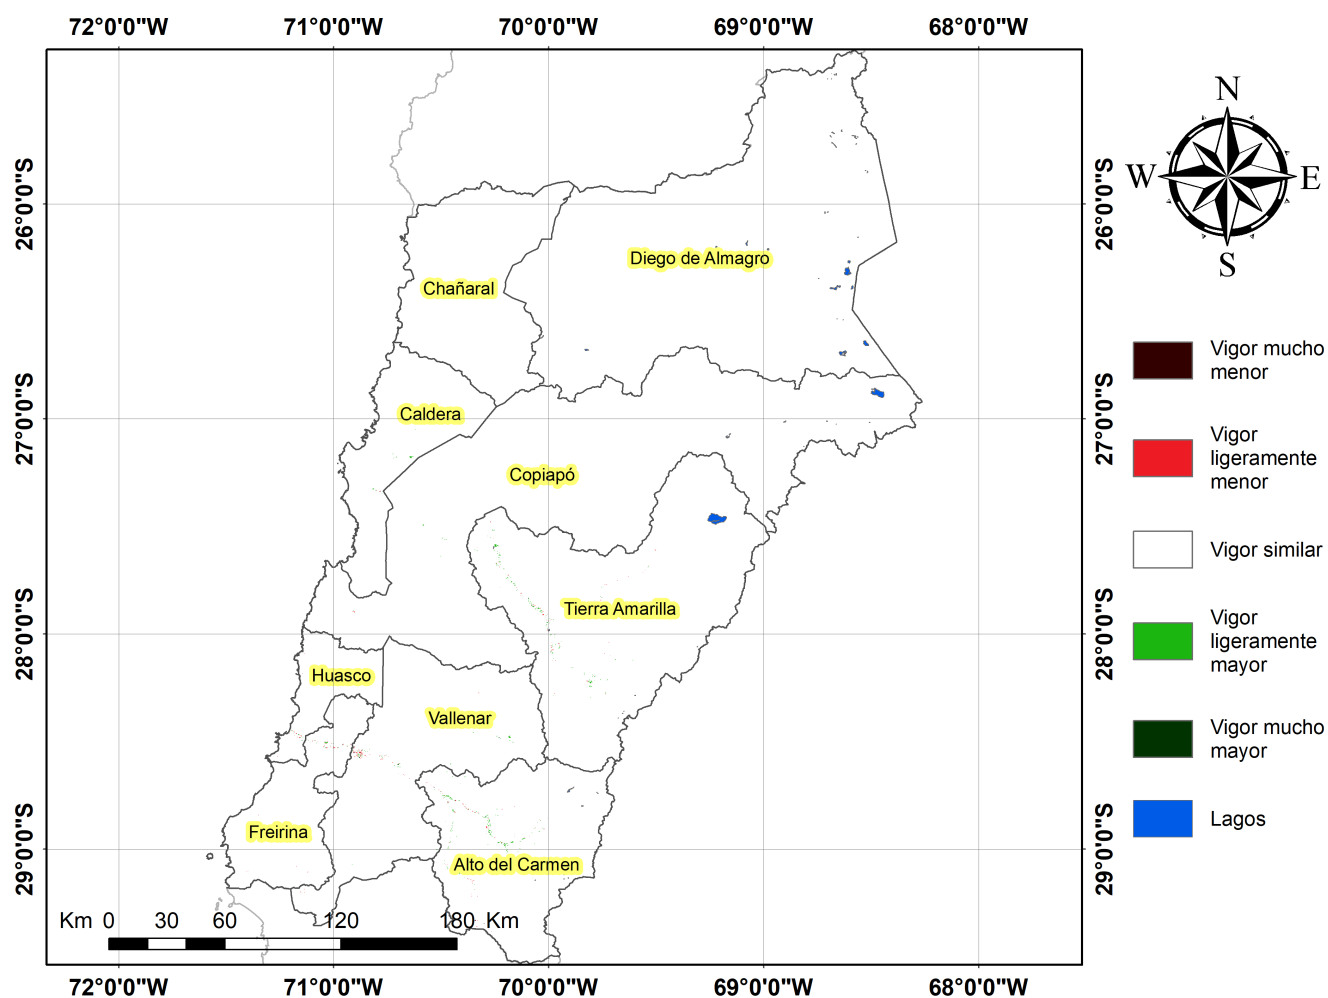 72°0'0"W 71°0'0"W 70°0'0"W 69°0'0"W 68°0'0"W
26°0'0"S
27°0'0"S
28°0'0"S
29°0'0"S
Diego de Almagro
Chañaral
Caldera
Copiapó
Tierra Amarilla
Huasco
Vallenar
Freirina
Alto del Carmen
Km 0 30 60 120 180 Km
72°0'0"W 71°0'0"W 70°0'0"W 69°0'0"W 68°0'0"W
26°0'0"S
27°0'0"S
28°0'0"S
29°0'0"S
N
W E
S
Vigor mucho
menor
Vigor
ligeramente
menor
Vigor similar
Vigor
ligeramente
mayor
Vigor mucho
mayor
Lagos